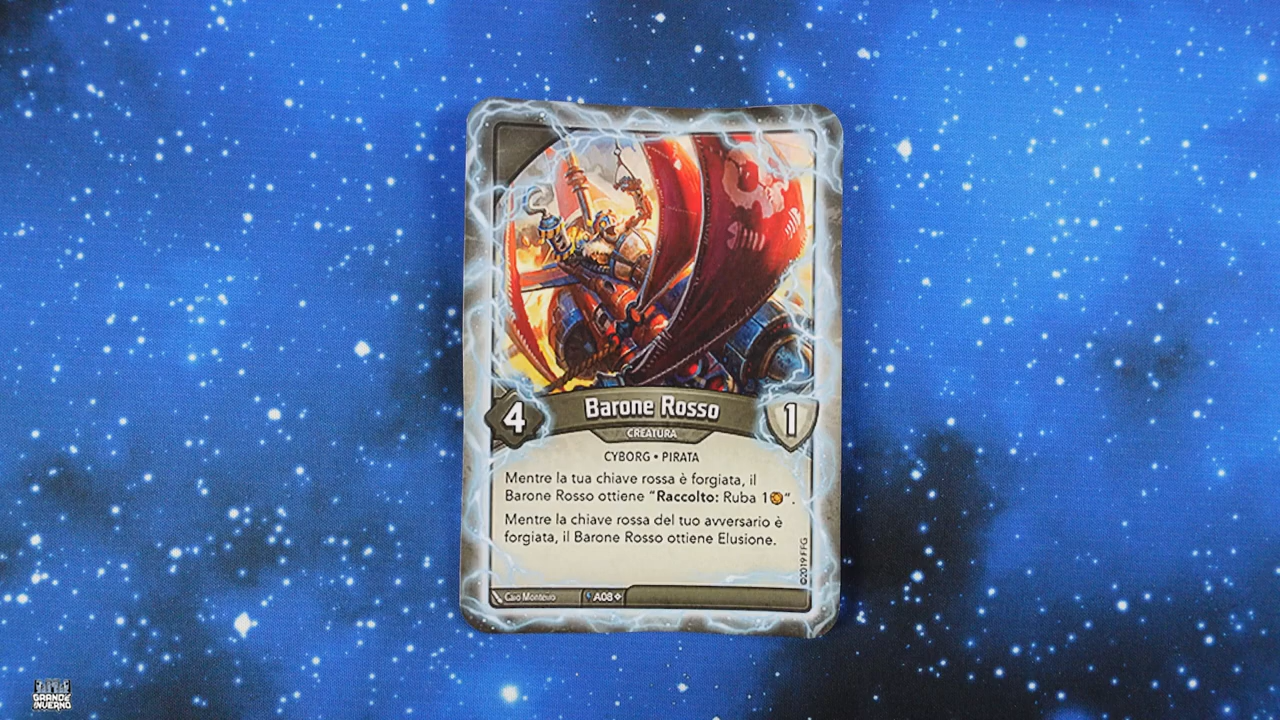 4
Barone Rosso
1
CREATURA
CYBORG • PIRATA
Mentre la tua chiave rossa è forgiata, il
Barone Rosso ottiene “Raccolto: Ruba 1”.
Mentre la chiave rossa del tuo avversario è
forgiata, il Barone Rosso ottiene Elusione.
©2019 FFG
Caio Monteiro
A08
GRANDE
INVERNO